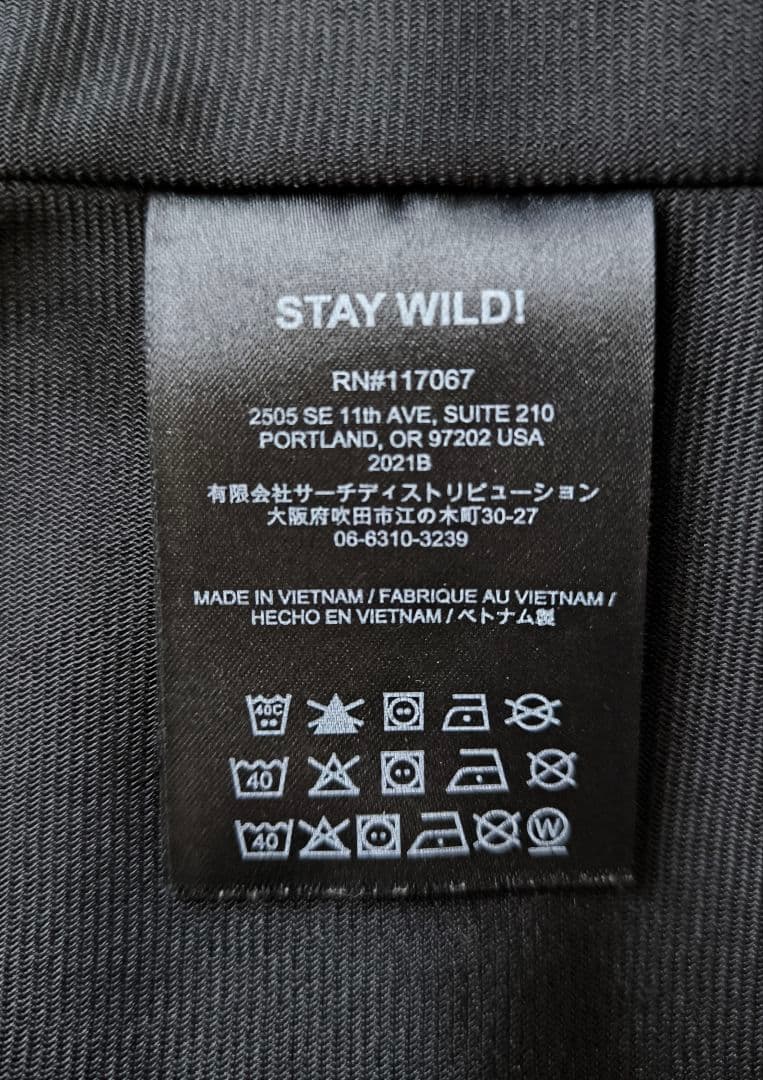 STAY WILD!
RN#117067
2505 SE 11th AVE, SUITE 210
PORTLAND, OR 97202 USA
2021B
有限会社サーチディストリビューション
大阪府吹田市江の木町30-27
06-6310-3239
MADE IN VIETNAM / FABRIQUE AU VIETNAM /
HECHO EN VIETNAM / ベトナム製
40C
40
40 W